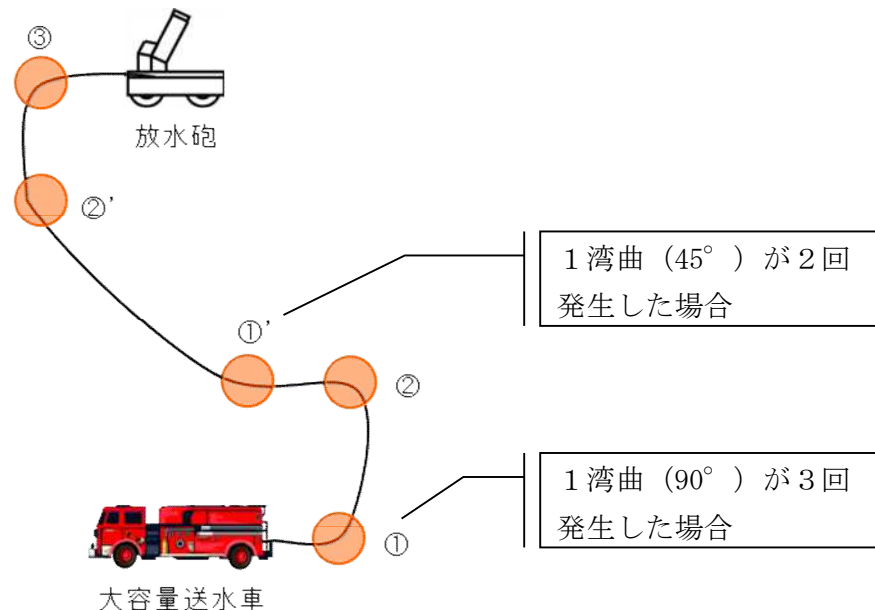 ③
放水砲
②’
１湾曲（45°）が２回
発生した場合
①’
②
１湾曲（90°）が３回
発生した場合
①
大容量送水車